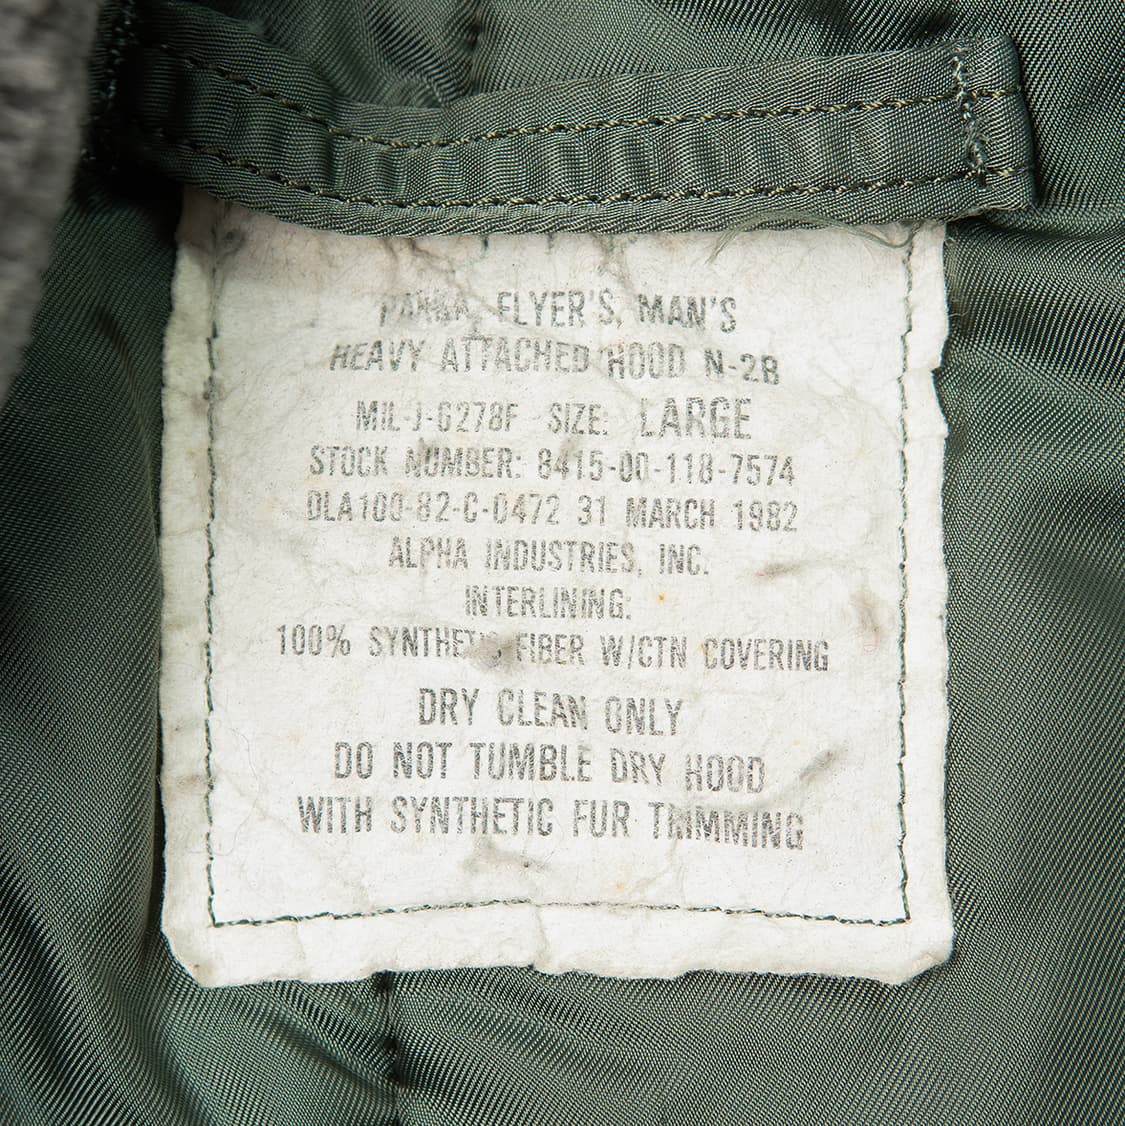 PARKA, FLYER'S, MAN'S
HEAVY ATTACHED HOOD N-2B
MIL-J-6278F SIZE: LARGE
STOCK NUMBER: 8415-00-118-7574
DLA100-82-C-0472 31 MARCH 1982
ALPHA INDUSTRIES, INC.
INTERLINING:
100% SYNTHETIC FIBER W/CTN COVERING
DRY CLEAN ONLY
DO NOT TUMBLE DRY HOOD
WITH SYNTHETIC FUR TRIMMING